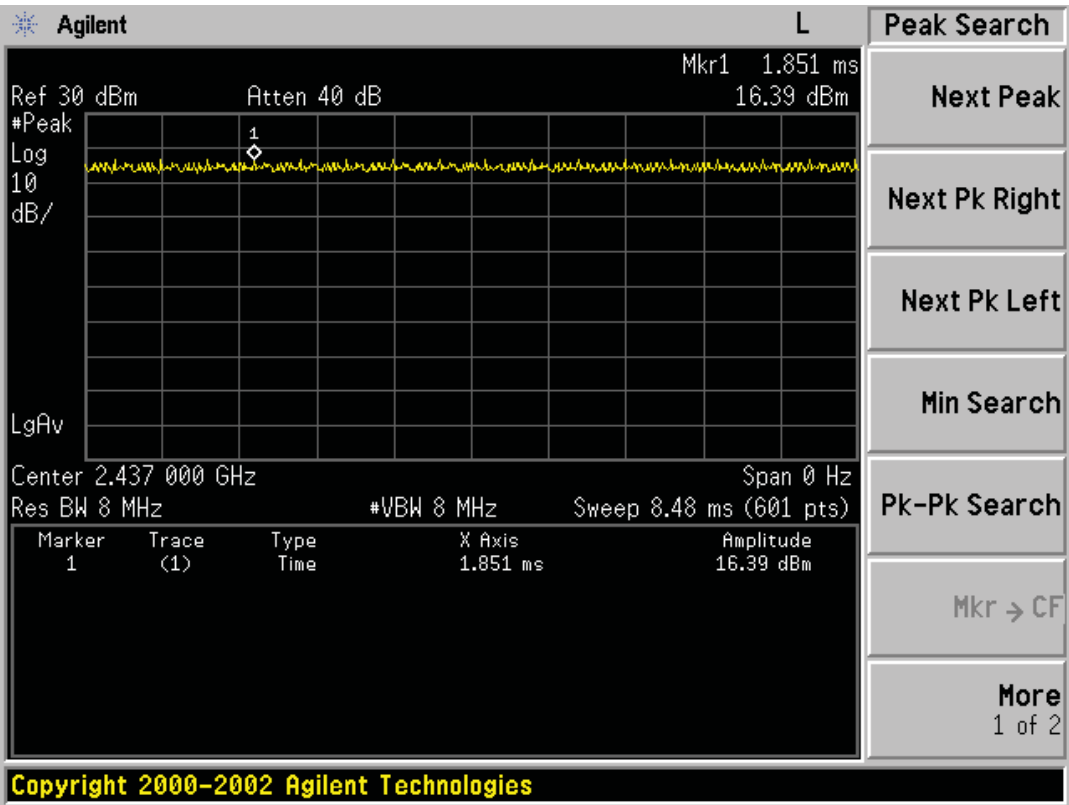 Agilent L Peak Search
Mkr1 1.851 ms
Ref 30 dBm Atten 40 dB 16.39 dBm
#Peak
Log
10
dB/
1
LgAv
Center 2.437 000 GHz Span 0 Hz
Res BW 8 MHz #VBW 8 MHz Sweep 8.48 ms (601 pts)
Marker Trace Type X Axis Amplitude
1 (1) Time 1.851 ms 16.39 dBm
Next Peak
Next Pk Right
Next Pk Left
Min Search
Pk-Pk Search
Mkr → CF
More
1 of 2
Copyright 2000-2002 Agilent Technologies